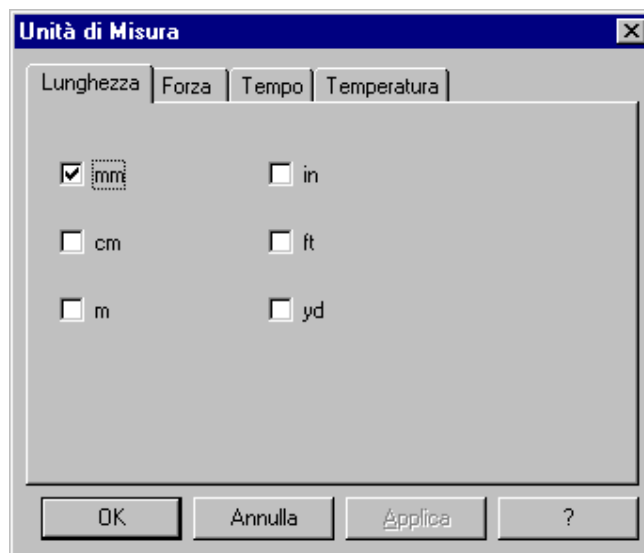 Unità di Misura
Lunghezza Forza Tempo Temperatura
mm in
cm ft
m yd
OK Annulla Applica ?